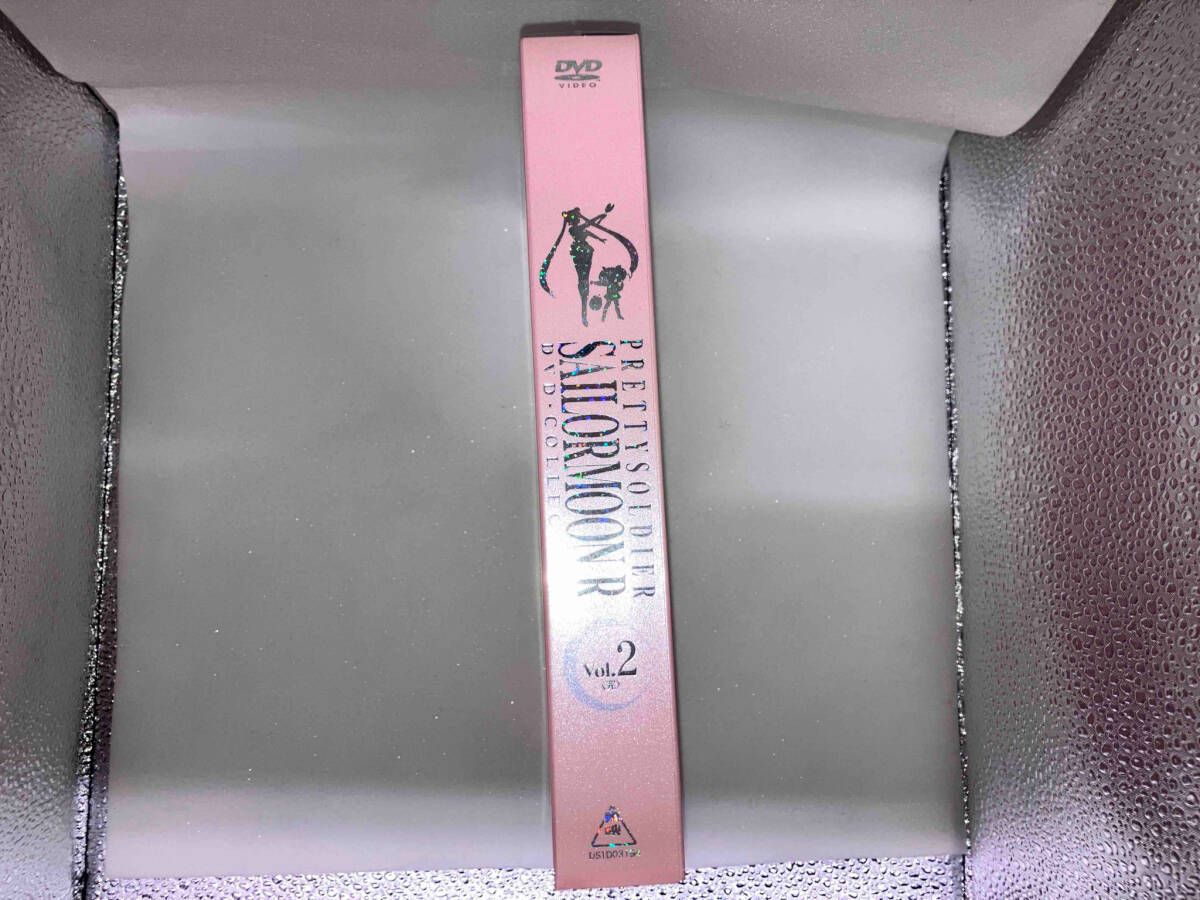 DVD
VIDEO
PRETTY SOLDIER
SAILORMOON R
DVD·COLLEC
Vol.2